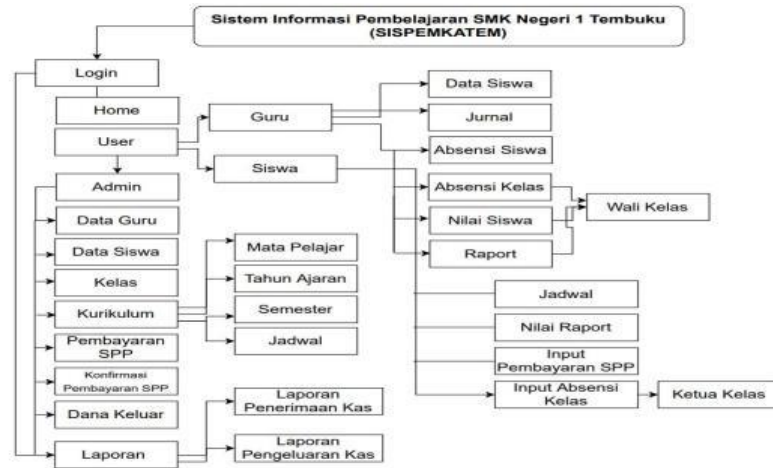 Sistem Informasi Pembelajaran SMK Negeri 1 Tembuku
(SISPEMKATEM)
Login
Home
User
Admin
Data Guru
Data Siswa
Kelas
Kurikulum
Pembayaran
SPP
Konfirmasi
Pembayaran SPP
Dana Keluar
Laporan
Guru
Siswa
Mata Pelajar
Tahun Ajaran
Semester
Jadwal
Laporan
Penerimaan Kas
Laporan
Pengeluaran Kas
Data Siswa
Jurnal
Absensi Siswa
Absensi Kelas
Nilai Siswa
Raport
Wali Kelas
Jadwal
Nilai Raport
Input
Pembayaran SPP
Input Absensi
Kelas
Ketua Kelas